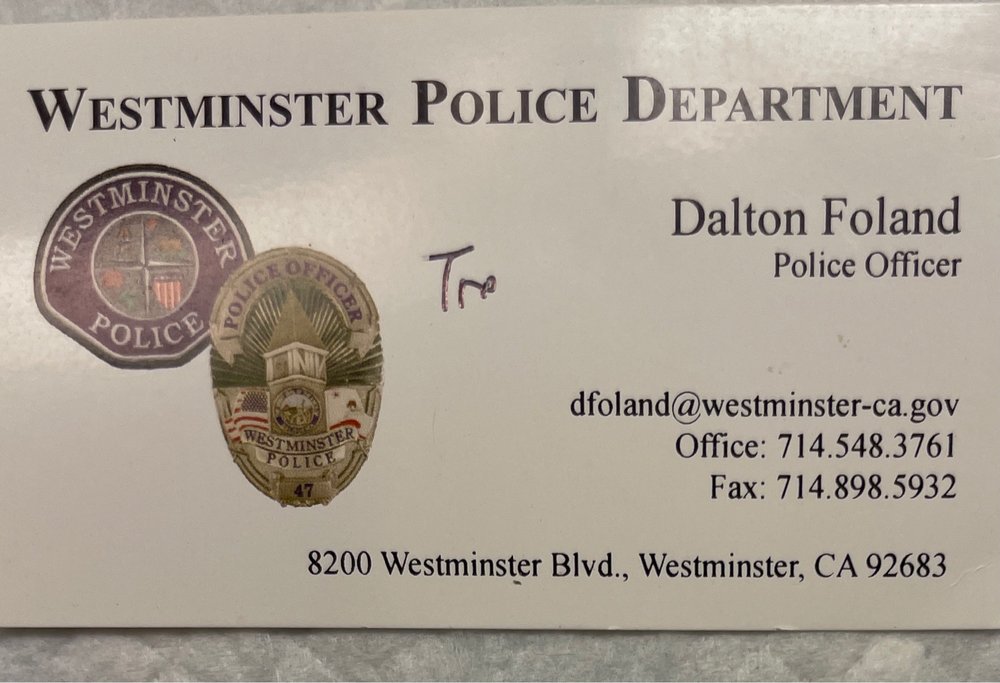 WESTMINSTER POLICE DEPARTMENT
WESTMINSTER
POLICE
POLICE OFFICER
WESTMINSTER
POLICE
47
Dalton Foland
Police Officer
dfoland@westminster-ca.gov
Office: 714.548.3761
Fax: 714.898.5932
8200 Westminster Blvd., Westminster, CA 92683